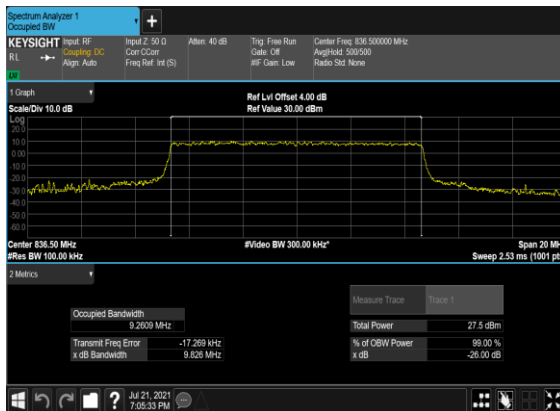 Spectrum Analyzer 1
Occupied BW
KEYSIGHT Input: RF Input Z: 50 Ω Atten: 40 dB Trig: Free Run Center Freq: 836.500000 MHz
RL Coupling: DC Corr CCorr Gate: Off Avg|Hold: 500/500
Align: Auto Freq Ref: Int (S) #IF Gain: Low Radio Std: None
1 Graph
Ref Lvl Offset 4.00 dB
Scale/Div 10.0 dB Ref Value 30.00 dBm
Log
20.0
10.0
0.00
-10.0
-20.0
-30.0
-40.0
-50.0
-60.0
Center 836.50 MHz #Video BW 300.00 kHz* Span 20 MH
#Res BW 100.00 kHz Sweep 2.53 ms (1001 pt
2 Metrics
Measure Trace Trace 1
Occupied Bandwidth
9.2609 MHz Total Power 27.5 dBm
Transmit Freq Error -17.269 kHz % of OBW Power 99.00 %
x dB Bandwidth 9.826 MHz x dB -26.00 dB
Jul 21, 2021
7:05:33 PM